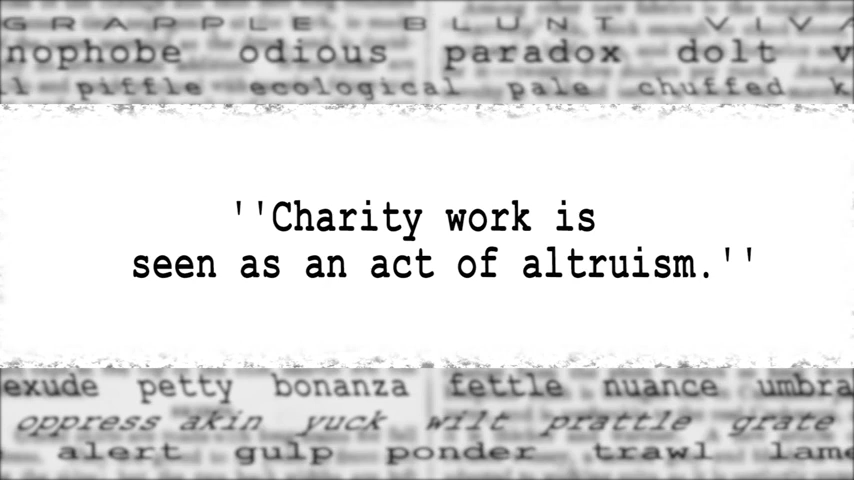 GRAPPLE BLUNT VIVA
nophobe odious paradox dolt v
piffle ecological pale chuffed k
''Charity work is
seen as an act of altruism.''
exude petty bonanza fettle nuance umbra
oppress akin yuck wilt prattle grate
alert gulp ponder trawl lame